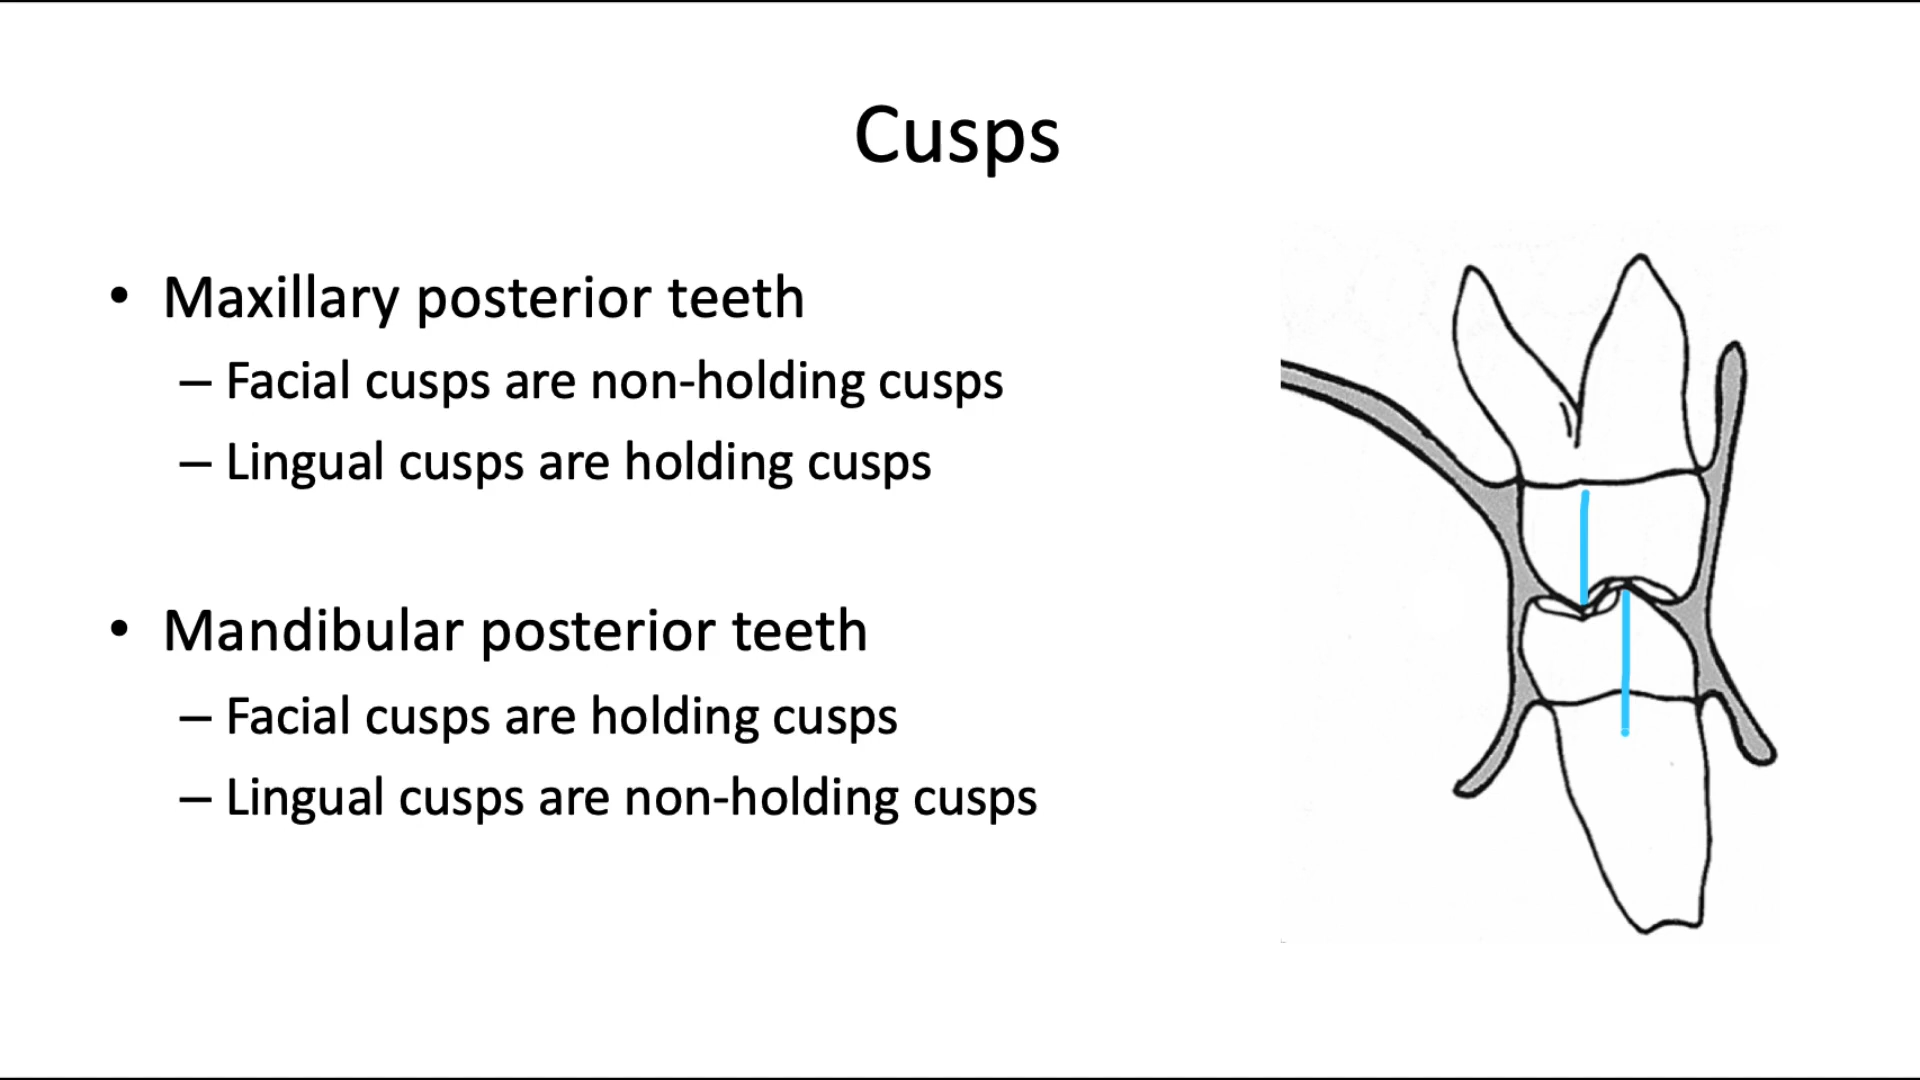 Cusps
• Maxillary posterior teeth
– Facial cusps are non-holding cusps
– Lingual cusps are holding cusps
• Mandibular posterior teeth
– Facial cusps are holding cusps
– Lingual cusps are non-holding cusps